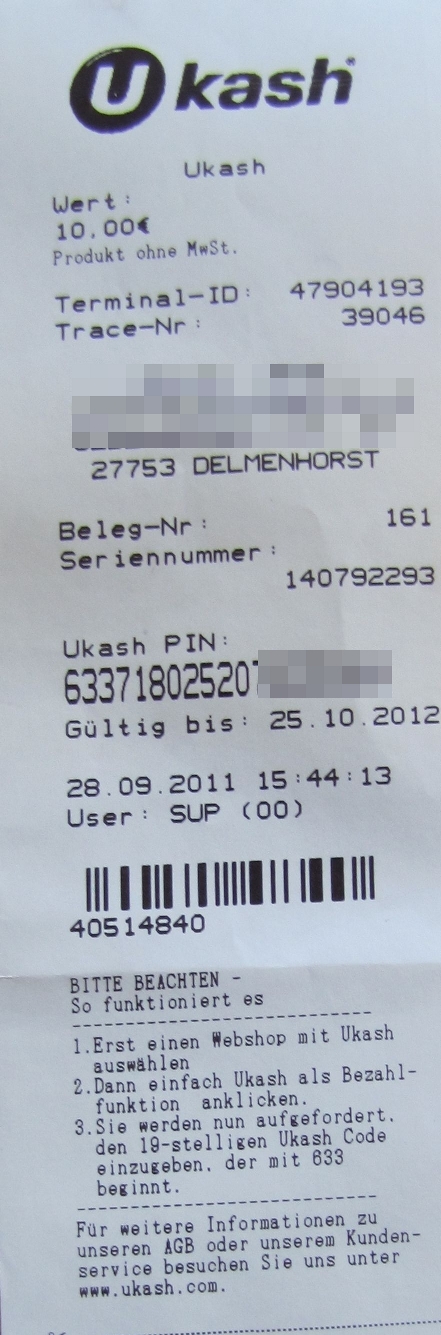 Ukash®
Ukash
Wert:
10,00€
Produkt ohne MwSt.
Terminal-ID: 47904193
Trace-Nr: 39046
27753 DELMENHORST
Beleg-Nr: 161
Seriennummer:
140792293
Ukash PIN:
633718025207
Gültig bis: 25.10.2012
28.09.2011 15:44:13
User: SUP (00)
40514840
BITTE BEACHTEN -
So funktioniert es
------------------------------
1.Erst einen Webshop mit Ukash
auswählen
2.Dann einfach Ukash als Bezahl-
funktion anklicken.
3.Sie werden nun aufgefordert,
den 19-stelligen Ukash Code
einzugeben, der mit 633
beginnt.
------------------------------
Für weitere Informationen zu
unseren AGB oder unserem Kunden-
service besuchen Sie uns unter
www.ukash.com.